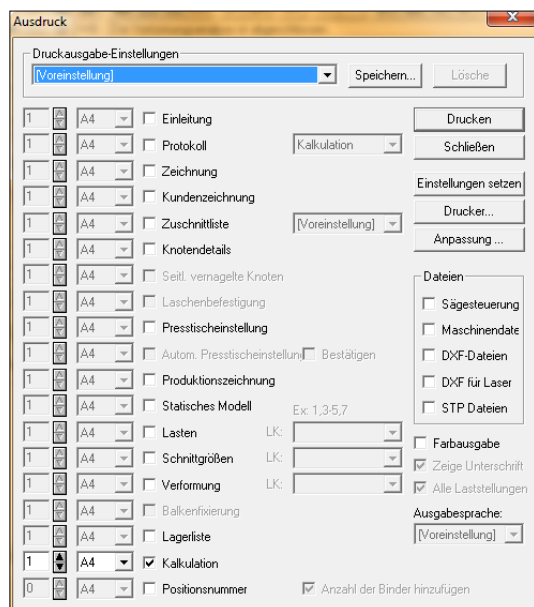 Ausdruck
Druckausgabe-Einstellungen
[Voreinstellung]
Speichern...
Lösche
1 A4 Einleitung
1 A4 Protokoll Kalkulation
1 A4 Zeichnung
1 A4 Kundenzeichnung
1 A4 Zuschnittliste [Voreinstellung]
1 A4 Knotendetails
1 A4 Seitl. vernagelte Knoten
1 A4 Laschenbefestigung
1 A4 Presstischeinstellung
1 A4 Autom. Presstischeinstellun Bestätigen
1 A4 Produktionszeichnung
1 A4 Statisches Modell Ex: 1,3-5,7
1 A4 Lasten LK:
1 A4 Schnittgrößen LK:
1 A4 Verformung LK:
1 A4 Balkenfixierung
1 A4 Lagerliste
1 A4 Kalkulation
0 A4 Positionsnummer Anzahl der Binder hinzufügen
Drucken
Schließen
Einstellungen setzen
Drucker...
Anpassung ...
Dateien
Sägesteuerung
Maschinendate
DXF-Dateien
DXF für Laser
STP Dateien
Farbausgabe
Zeige Unterschrift
Alle Laststellungen
Ausgabesprache:
[Voreinstellung]